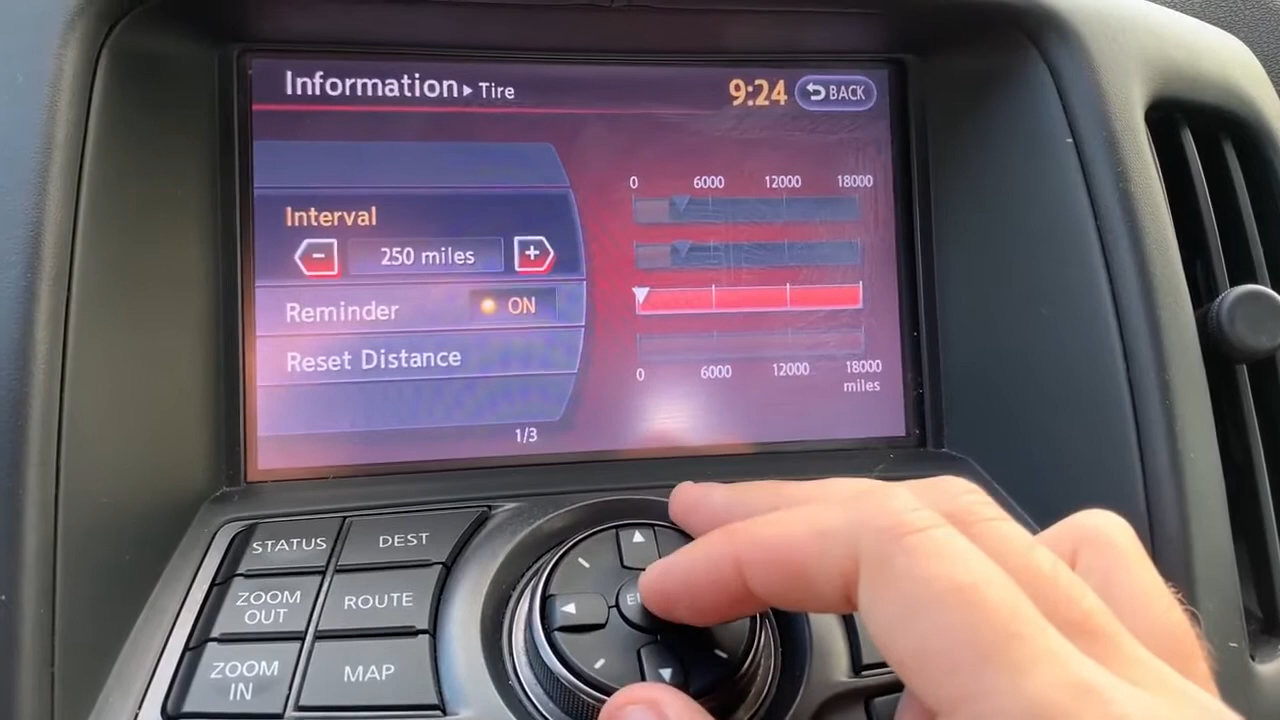 Information ▸ Tire
9:24
BACK
0 6000 12000 18000
Interval
- 250 miles +
Reminder ON
Reset Distance
0 6000 12000 18000
miles
1/3
STATUS
DEST
ZOOM OUT
ROUTE
ZOOM IN
MAP